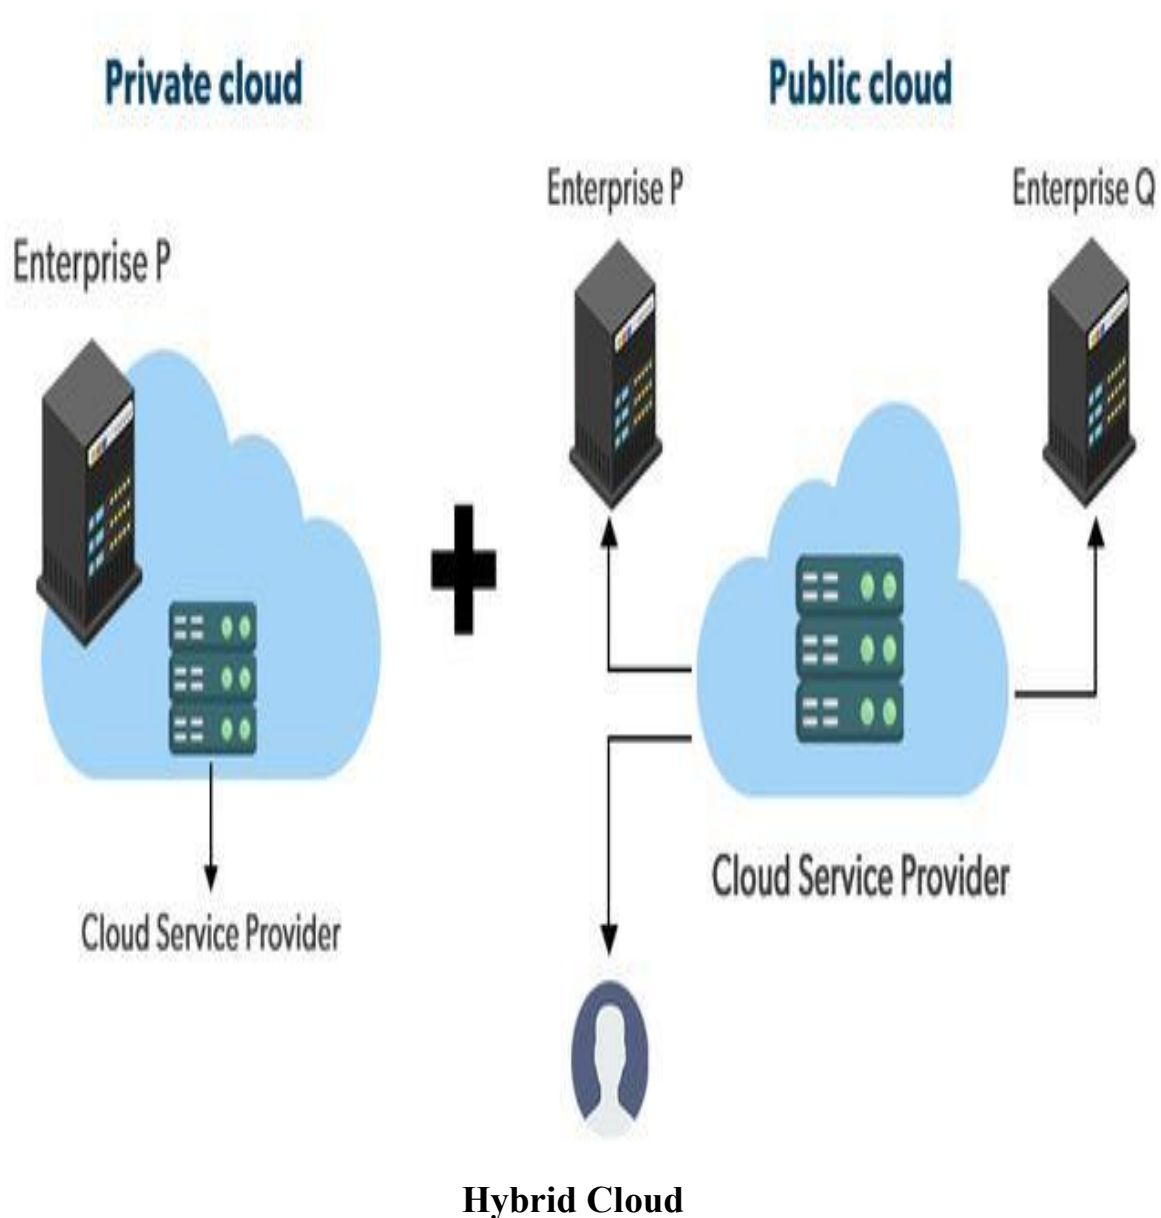 Private cloud
Public cloud
Enterprise P
Enterprise Q
Enterprise P
Cloud Service Provider
Cloud Service Provider
Hybrid Cloud